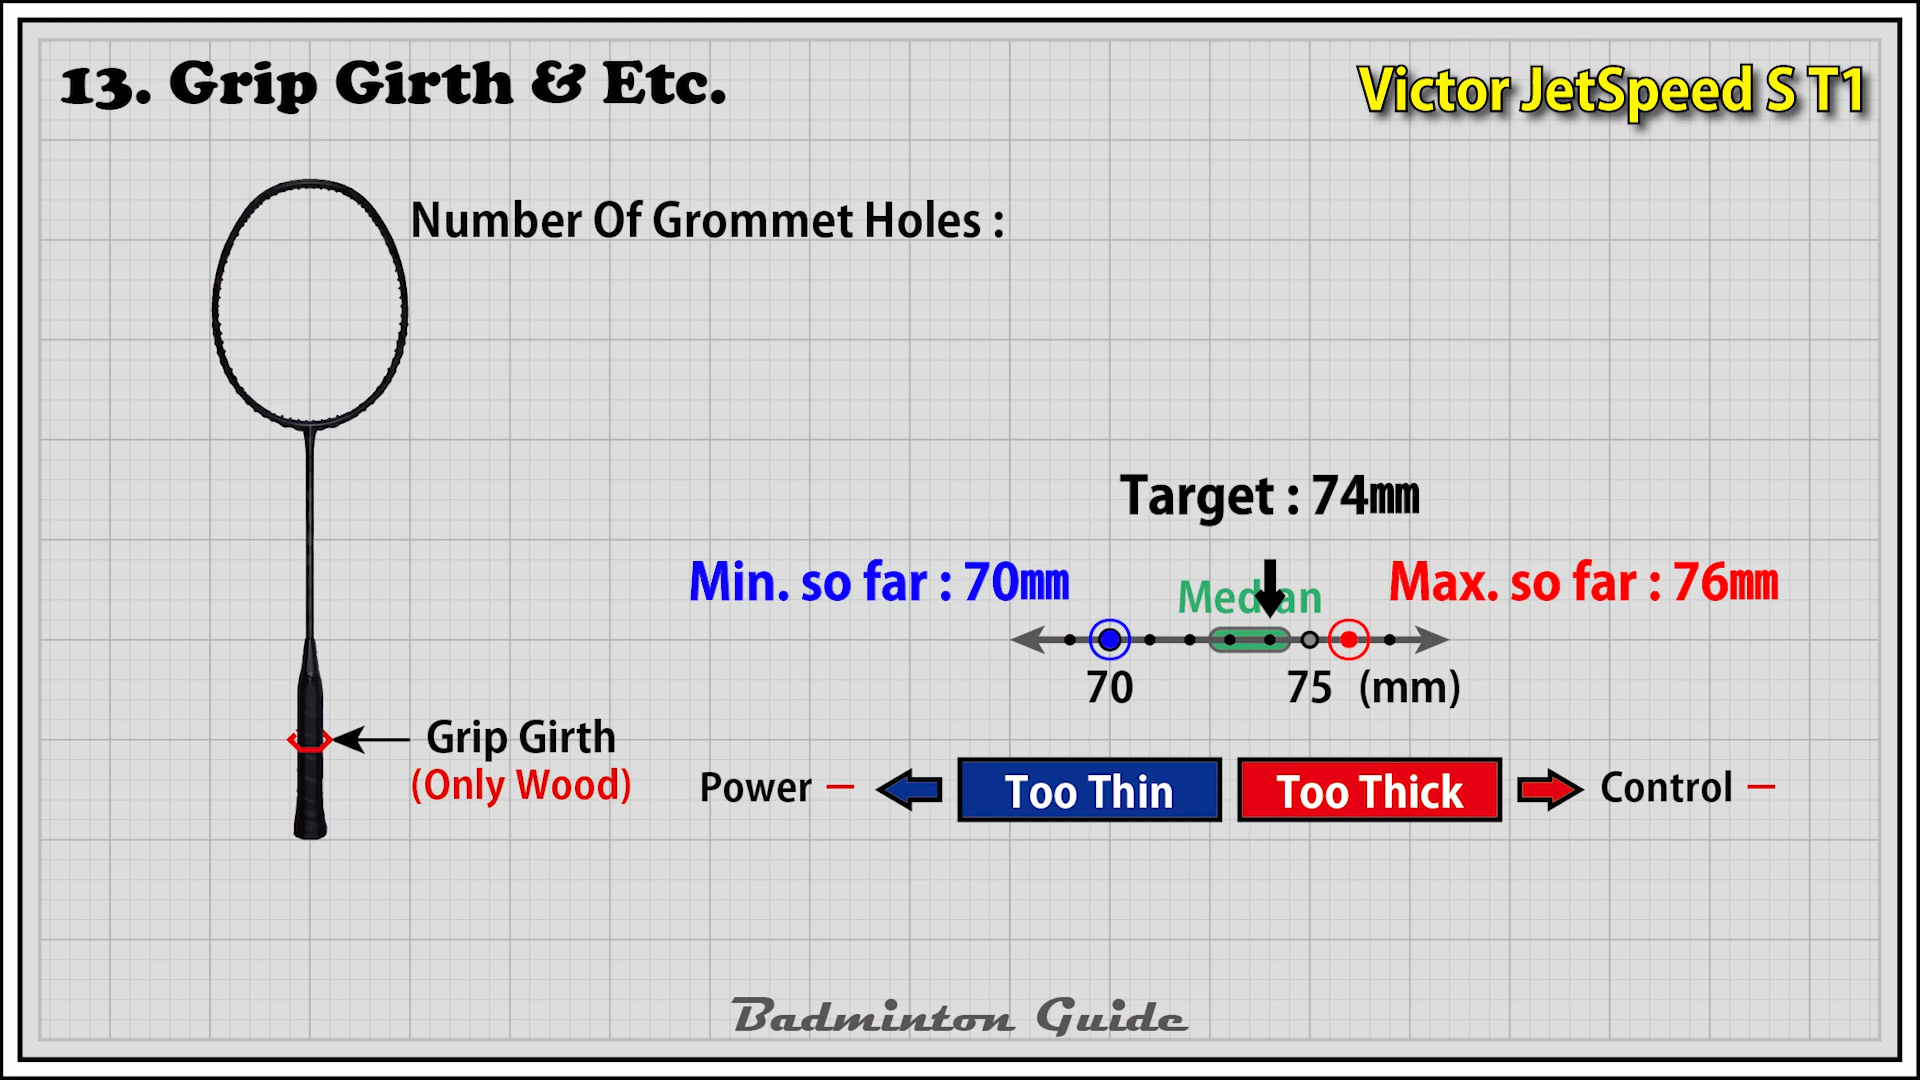 13. Grip Girth & Etc.
Victor JetSpeed S T1
Number Of Grommet Holes :
Target : 74㎜
Min. so far : 70㎜
Median
Max. so far : 76㎜
70
75
(mm)
Grip Girth
(Only Wood)
Power −
Too Thin
Too Thick
Control −
Badminton Guide